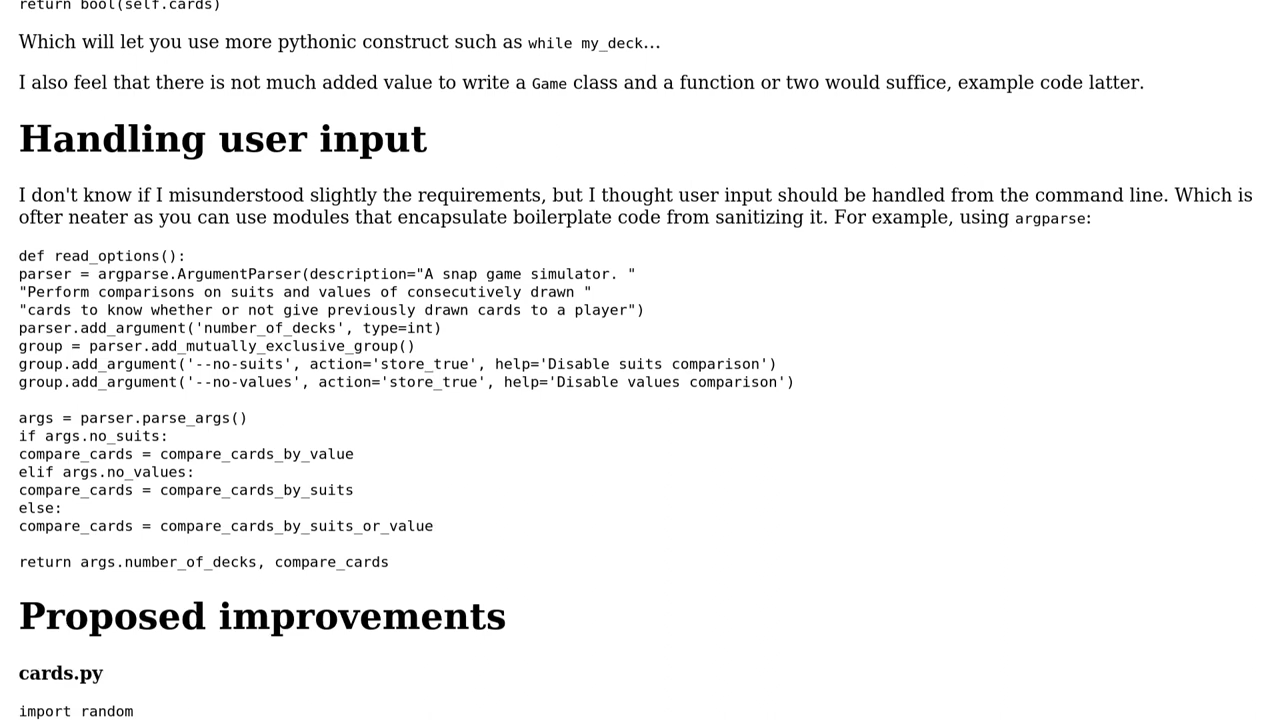 return bool(self.cards)
Which will let you use more pythonic construct such as while my_deck...
I also feel that there is not much added value to write a Game class and a function or two would suffice, example code latter.
Handling user input
I don't know if I misunderstood slightly the requirements, but I thought user input should be handled from the command line. Which is
ofter neater as you can use modules that encapsulate boilerplate code from sanitizing it. For example, using argparse:
def read_options():
parser = argparse.ArgumentParser(description="A snap game simulator. "
"Perform comparisons on suits and values of consecutively drawn "
"cards to know whether or not give previously drawn cards to a player")
parser.add_argument('number_of_decks', type=int)
group = parser.add_mutually_exclusive_group()
group.add_argument('--no-suits', action='store_true', help='Disable suits comparison')
group.add_argument('--no-values', action='store_true', help='Disable values comparison')
args = parser.parse_args()
if args.no_suits:
compare_cards = compare_cards_by_value
elif args.no_values:
compare_cards = compare_cards_by_suits
else:
compare_cards = compare_cards_by_suits_or_value
return args.number_of_decks, compare_cards
Proposed improvements
cards.py
import random